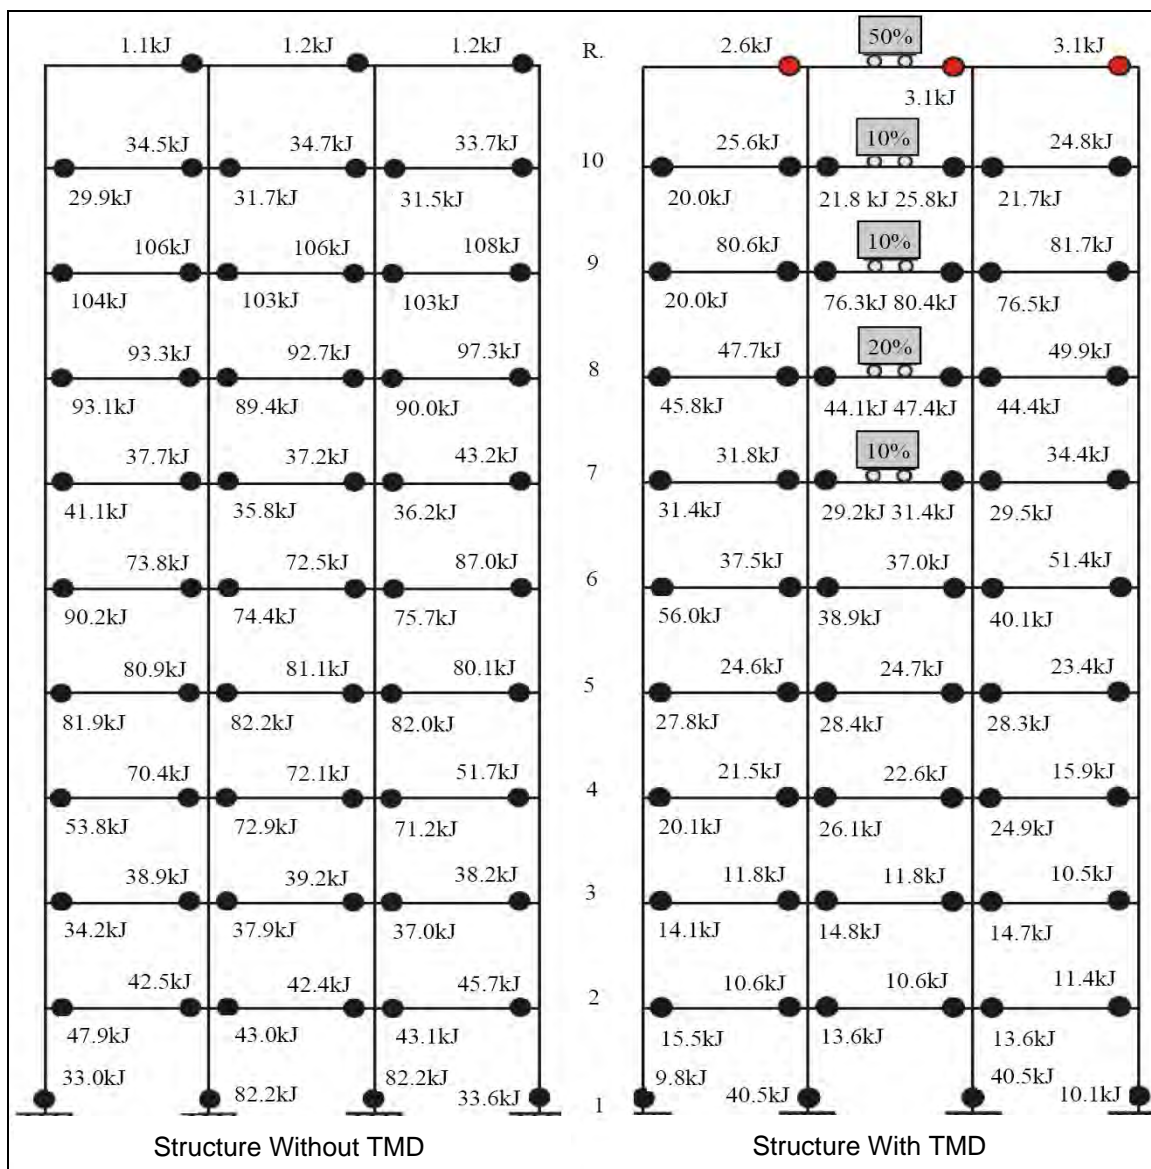 1.1kJ 1.2kJ 1.2kJ R. 2.6kJ 50% 3.1kJ
3.1kJ
34.5kJ 34.7kJ 33.7kJ 10 25.6kJ 10% 24.8kJ
29.9kJ 31.7kJ 31.5kJ 20.0kJ 21.8 kJ 25.8kJ 21.7kJ
106kJ 106kJ 108kJ 9 80.6kJ 10% 81.7kJ
104kJ 103kJ 103kJ 20.0kJ 76.3kJ 80.4kJ 76.5kJ
93.3kJ 92.7kJ 97.3kJ 8 47.7kJ 20% 49.9kJ
93.1kJ 89.4kJ 90.0kJ 45.8kJ 44.1kJ 47.4kJ 44.4kJ
37.7kJ 37.2kJ 43.2kJ 7 31.8kJ 10% 34.4kJ
41.1kJ 35.8kJ 36.2kJ 31.4kJ 29.2kJ 31.4kJ 29.5kJ
73.8kJ 72.5kJ 87.0kJ 6 37.5kJ 37.0kJ 51.4kJ
90.2kJ 74.4kJ 75.7kJ 56.0kJ 38.9kJ 40.1kJ
80.9kJ 81.1kJ 80.1kJ 5 24.6kJ 24.7kJ 23.4kJ
81.9kJ 82.2kJ 82.0kJ 27.8kJ 28.4kJ 28.3kJ
70.4kJ 72.1kJ 51.7kJ 4 21.5kJ 22.6kJ 15.9kJ
53.8kJ 72.9kJ 71.2kJ 20.1kJ 26.1kJ 24.9kJ
38.9kJ 39.2kJ 38.2kJ 3 11.8kJ 11.8kJ 10.5kJ
34.2kJ 37.9kJ 37.0kJ 14.1kJ 14.8kJ 14.7kJ
42.5kJ 42.4kJ 45.7kJ 2 10.6kJ 10.6kJ 11.4kJ
47.9kJ 43.0kJ 43.1kJ 15.5kJ 13.6kJ 13.6kJ
33.0kJ 82.2kJ 82.2kJ 33.6kJ 1 9.8kJ 40.5kJ 40.5kJ 10.1kJ
Structure Without TMD Structure With TMD